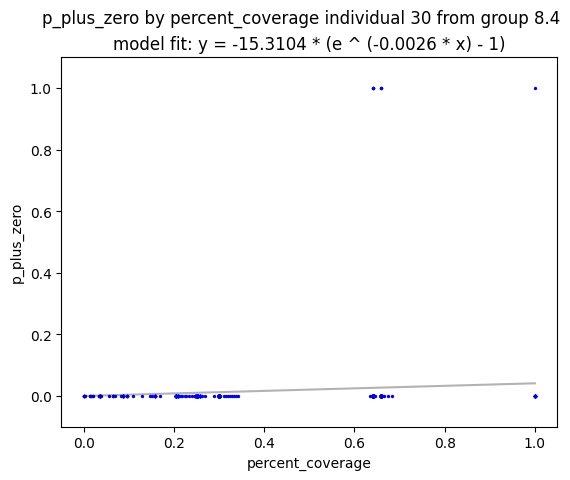 p_plus_zero by percent_coverage individual 30 from group 8.4
model fit: y = -15.3104 * (e ^ (-0.0026 * x) - 1)
p_plus_zero
1.0
0.8
0.6
0.4
0.2
0.0
0.0 0.2 0.4 0.6 0.8 1.0
percent_coverage